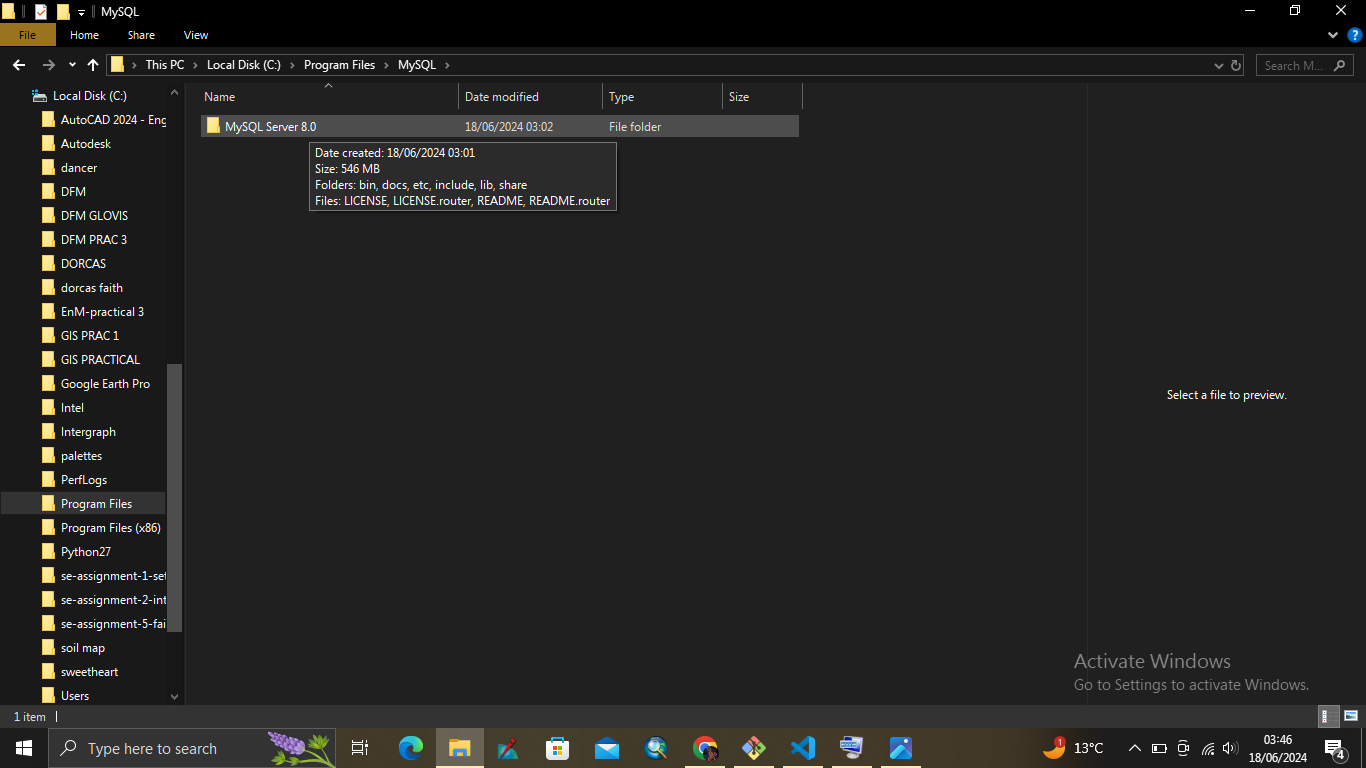 MySQL
File Home Share View
This PC Local Disk (C:) Program Files MySQL
Search M...
Name Date modified Type Size
MySQL Server 8.0 18/06/2024 03:02 File folder
Date created: 18/06/2024 03:01
Size: 546 MB
Folders: bin, docs, etc, include, lib, share
Files: LICENSE, LICENSE.router, README, README.router
Local Disk (C:)
AutoCAD 2024 - Eng
Autodesk
dancer
DFM
DFM GLOVIS
DFM PRAC 3
DORCAS
dorcas faith
EnM-practical 3
GIS PRAC 1
GIS PRACTICAL
Google Earth Pro
Intel
Intergraph
palettes
PerfLogs
Program Files
Program Files (x86)
Python27
se-assignment-1-set
se-assignment-2-int
se-assignment-5-fai
soil map
sweetheart
Users
Select a file to preview.
Activate Windows
Go to Settings to activate Windows.
1 item
Type here to search
1
13°C
03:46
18/06/2024
4